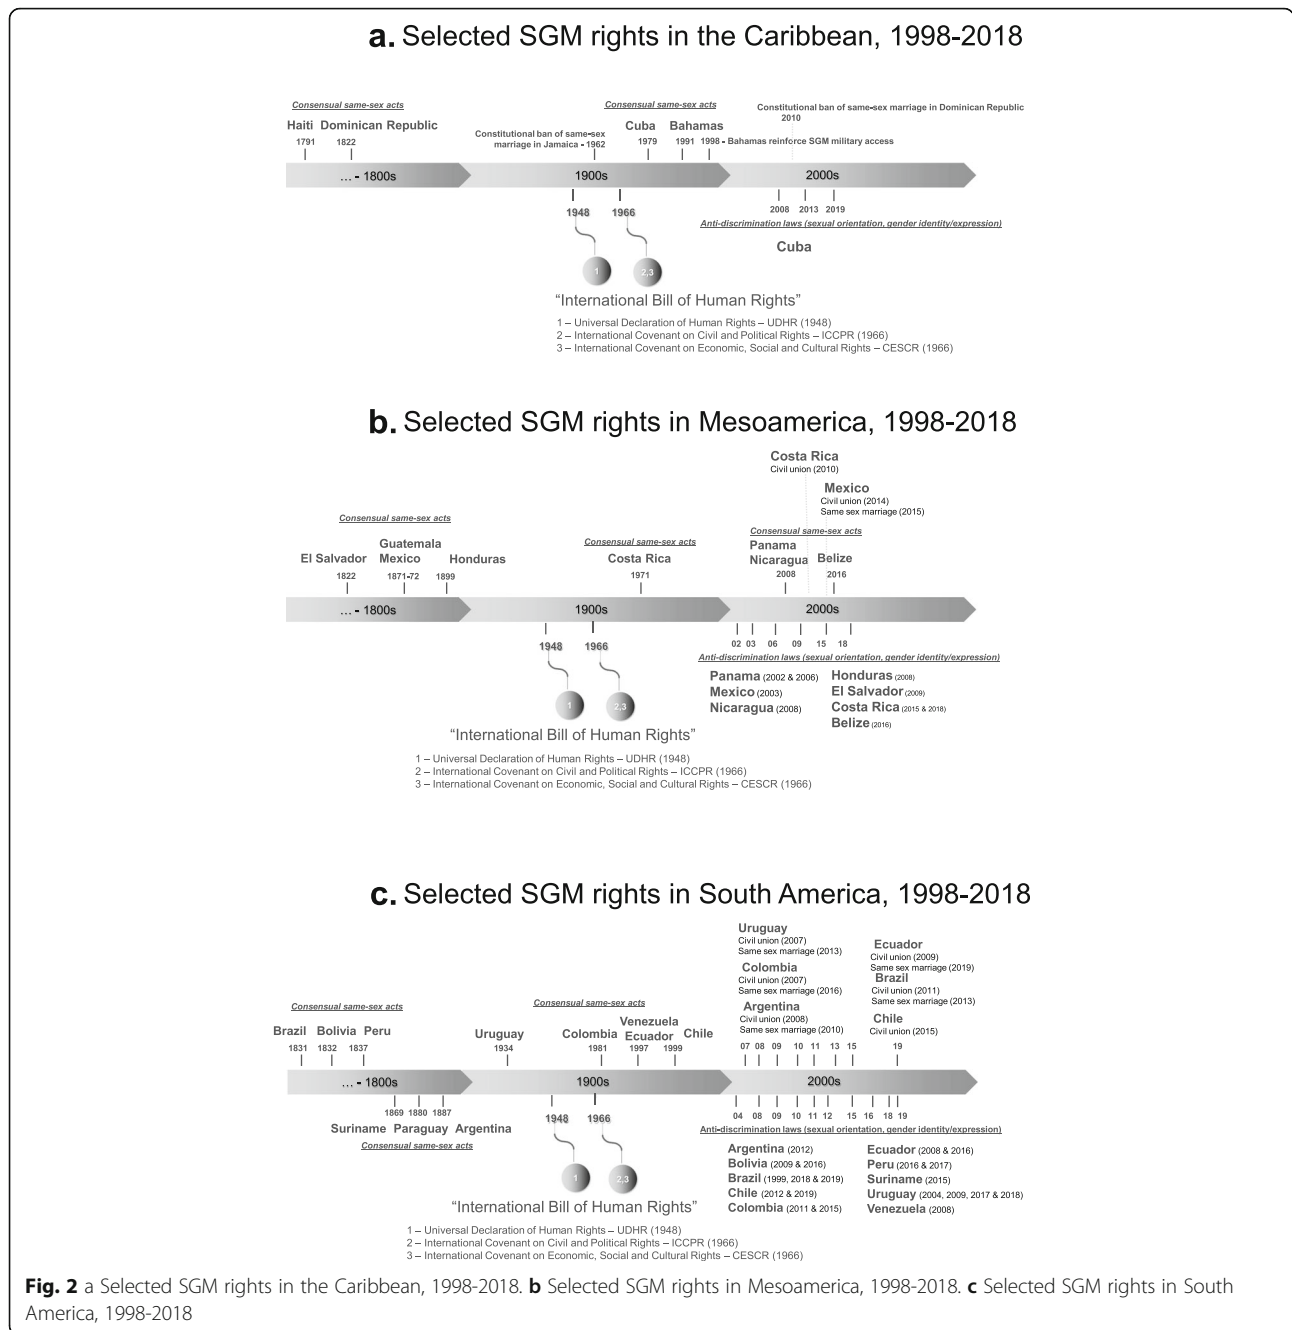 a. Selected SGM rights in the Caribbean, 1998-2018
Consensual same-sex acts
Haiti Dominican Republic
1791 1822
Constitutional ban of same-sex
marriage in Jamaica - 1962
Consensual same-sex acts
Cuba Bahamas
1979 1991 1998 - Bahamas reinforce SGM military access
Constitutional ban of same-sex marriage in Dominican Republic
2010
... - 1800s 1900s 2000s
1948 1966
2008 2013 2019
Anti-discrimination laws (sexual orientation, gender identity/expression)
Cuba
1 2,3
"International Bill of Human Rights"
1 – Universal Declaration of Human Rights – UDHR (1948)
2 – International Covenant on Civil and Political Rights – ICCPR (1966)
3 – International Covenant on Economic, Social and Cultural Rights – CESCR (1966)
b. Selected SGM rights in Mesoamerica, 1998-2018
Costa Rica
Civil union (2010)
Mexico
Civil union (2014)
Same sex marriage (2015)
Consensual same-sex acts
El Salvador
1822
Guatemala
Mexico
1871-72
Honduras
1899
Consensual same-sex acts
Costa Rica
1971
Consensual same-sex acts
Panama
Nicaragua
2008
Belize
2016
... - 1800s 1900s 2000s
1948 1966
02 03 06 09 15 18
Anti-discrimination laws (sexual orientation, gender identity/expression)
Panama (2002 & 2006)
Mexico (2003)
Nicaragua (2008)
Honduras (2008)
El Salvador (2009)
Costa Rica (2015 & 2018)
Belize (2016)
1 2,3
"International Bill of Human Rights"
1 – Universal Declaration of Human Rights – UDHR (1948)
2 – International Covenant on Civil and Political Rights – ICCPR (1966)
3 – International Covenant on Economic, Social and Cultural Rights – CESCR (1966)
c. Selected SGM rights in South America, 1998-2018
Uruguay
Civil union (2007)
Same sex marriage (2013)
Colombia
Civil union (2007)
Same sex marriage (2016)
Argentina
Civil union (2008)
Same sex marriage (2010)
Ecuador
Civil union (2009)
Same sex marriage (2019)
Brazil
Civil union (2011)
Same sex marriage (2013)
Chile
Civil union (2015)
Consensual same-sex acts
Brazil Bolivia Peru
1831 1832 1837
Consensual same-sex acts
Uruguay
1934
Colombia
1981
Venezuela
Ecuador
1997
Chile
1999
07 08 09 10 11 13 15 19
... - 1800s 1900s 2000s
1869 1880 1887
Suriname Paraguay Argentina
Consensual same-sex acts
1948 1966
04 08 09 10 11 12 15 16 18 19
Anti-discrimination laws (sexual orientation, gender identity/expression)
Argentina (2012)
Bolivia (2009 & 2016)
Brazil (1999, 2018 & 2019)
Chile (2012 & 2019)
Colombia (2011 & 2015)
Ecuador (2008 & 2016)
Peru (2016 & 2017)
Suriname (2015)
Uruguay (2004, 2009, 2017 & 2018)
Venezuela (2008)
1 2,3
"International Bill of Human Rights"
1 – Universal Declaration of Human Rights – UDHR (1948)
2 – International Covenant on Civil and Political Rights – ICCPR (1966)
3 – International Covenant on Economic, Social and Cultural Rights – CESCR (1966)
Fig. 2 a Selected SGM rights in the Caribbean, 1998-2018. b Selected SGM rights in Mesoamerica, 1998-2018. c Selected SGM rights in South
America, 1998-2018